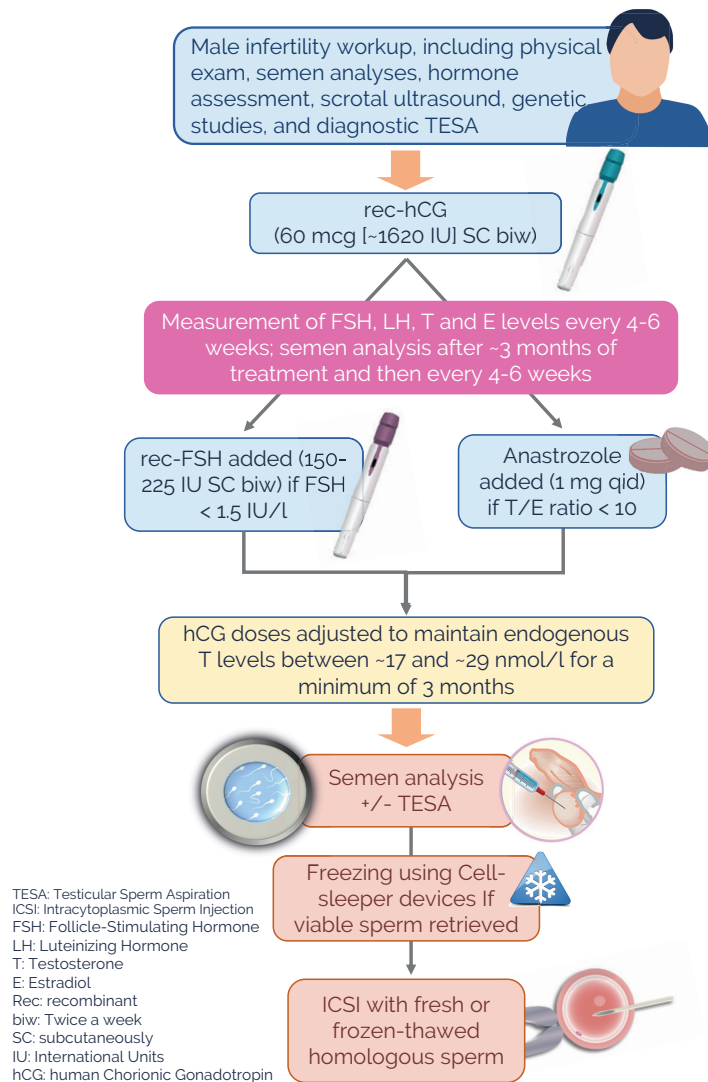 Male infertility workup, including physical
exam, semen analyses, hormone
assessment, scrotal ultrasound, genetic
studies, and diagnostic TESA
rec-hCG
(60 mcg [~1620 IU] SC biw)
Measurement of FSH, LH, T and E levels every 4-6
weeks; semen analysis after ~3 months of
treatment and then every 4-6 weeks
rec-FSH added (150-
225 IU SC biw) if FSH
< 1.5 IU/l
Anastrozole
added (1 mg qid)
if T/E ratio < 10
hCG doses adjusted to maintain endogenous
T levels between ~17 and ~29 nmol/l for a
minimum of 3 months
Semen analysis
+/- TESA
Freezing using Cell-
sleeper devices If
viable sperm retrieved
ICSI with fresh or
frozen-thawed
homologous sperm
TESA: Testicular Sperm Aspiration
ICSI: Intracytoplasmic Sperm Injection
FSH: Follicle-Stimulating Hormone
LH: Luteinizing Hormone
T: Testosterone
E: Estradiol
Rec: recombinant
biw: Twice a week
SC: subcutaneously
IU: International Units
hCG: human Chorionic Gonadotropin